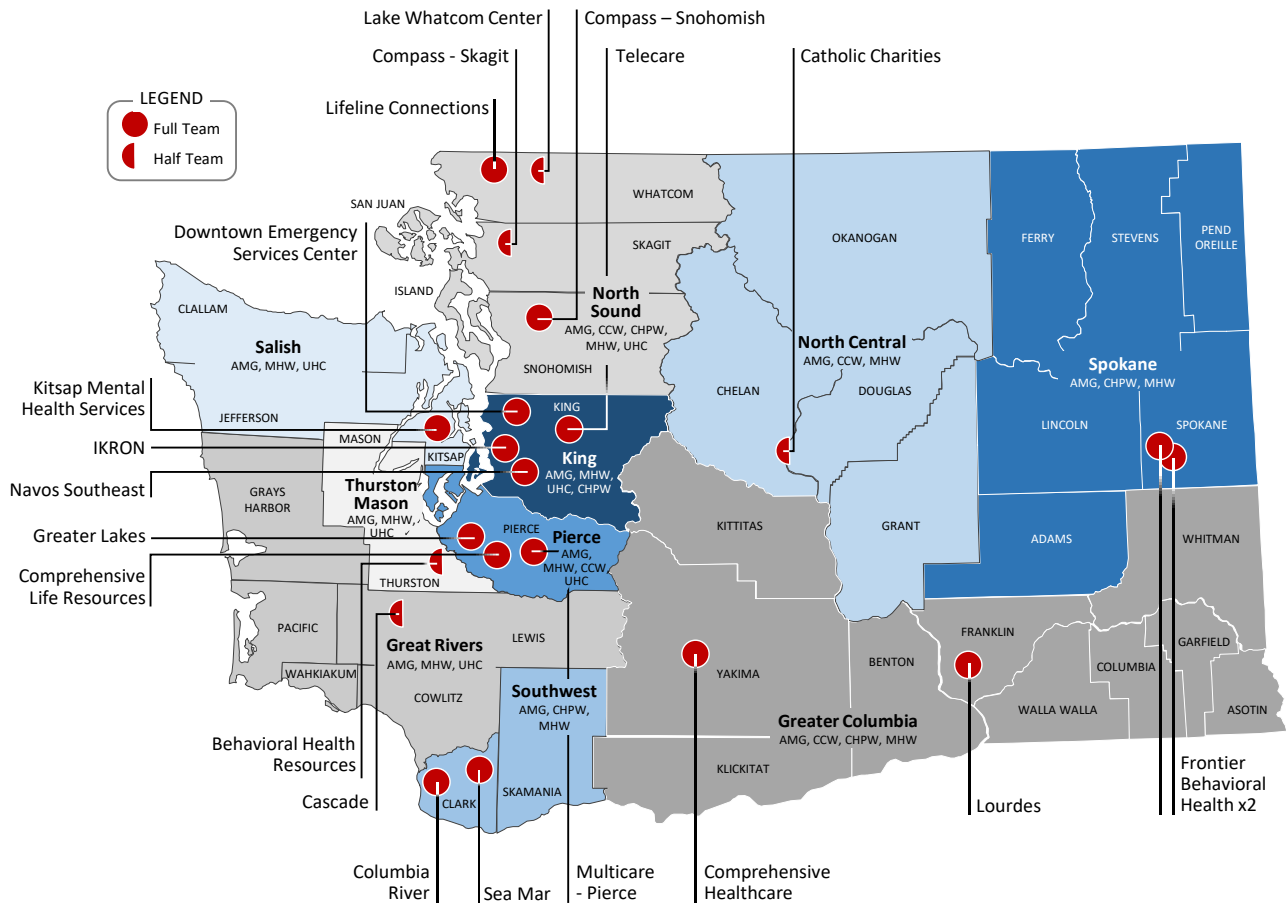 Lake Whatcom Center
Compass – Snohomish
Compass - Skagit
Telecare
Catholic Charities
Lifeline Connections
LEGEND
Full Team
Half Team
Downtown Emergency
Services Center
Kitsap Mental
Health Services
IKRON
Navos Southeast
Greater Lakes
Comprehensive
Life Resources
Behavioral Health
Resources
Cascade
Columbia
River
Sea Mar
Multicare
- Pierce
Comprehensive
Healthcare
Lourdes
Frontier
Behavioral
Health x2
SAN JUAN
WHATCOM
SKAGIT
ISLAND
North
Sound
AMG, CCW, CHPW,
MHW, UHC
SNOHOMISH
CLALLAM
Salish
AMG, MHW, UHC
JEFFERSON
KITSAP
MASON
Thurston
Mason
AMG, MHW,
UHC
THURSTON
KING
King
AMG, MHW,
UHC, CHPW
PIERCE
Pierce
AMG,
MHW, CCW,
UHC
GRAYS
HARBOR
PACIFIC
WAHKIAKUM
LEWIS
Great Rivers
AMG, MHW, UHC
COWLITZ
Southwest
AMG, CHPW,
MHW
CLARK
SKAMANIA
OKANOGAN
North Central
AMG, CCW, MHW
CHELAN
DOUGLAS
GRANT
FERRY
STEVENS
PEND
OREILLE
Spokane
AMG, CHPW, MHW
LINCOLN
SPOKANE
ADAMS
KITTITAS
YAKIMA
BENTON
FRANKLIN
WHITMAN
GARFIELD
COLUMBIA
WALLA WALLA
ASOTIN
Greater Columbia
AMG, CCW, CHPW, MHW
KLICKITAT